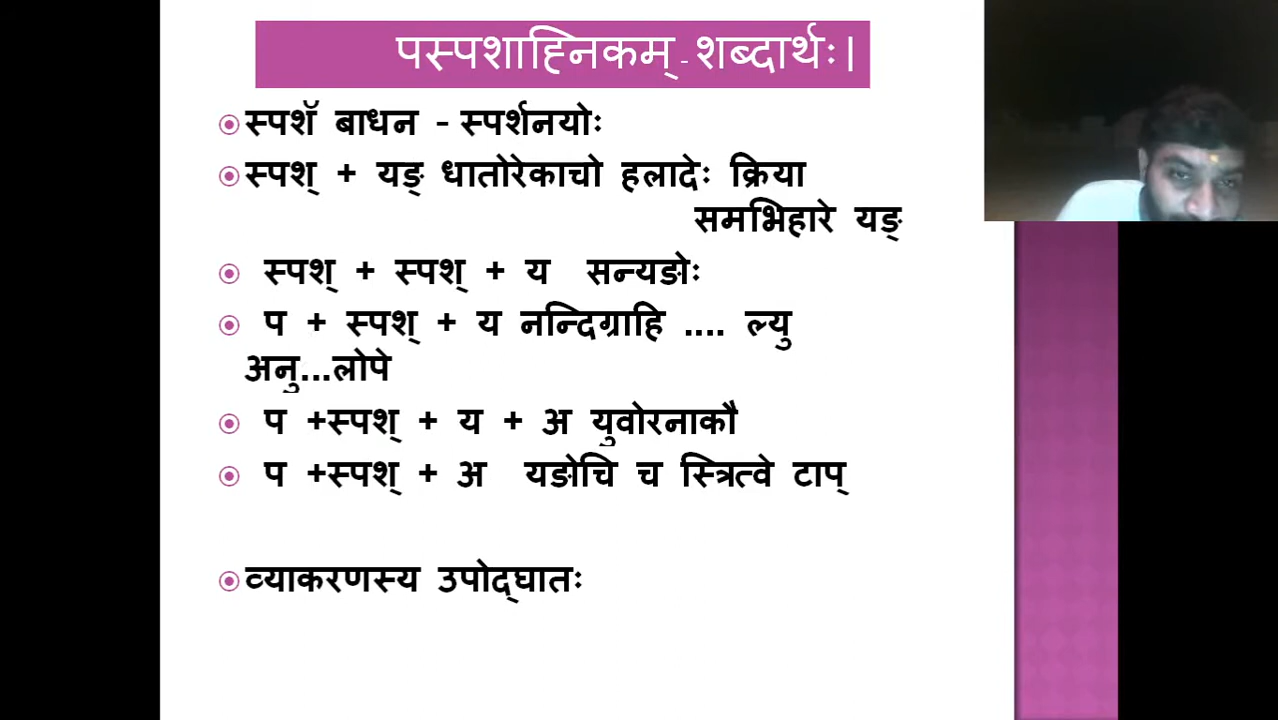 पस्पशाह्निकम् - शब्दार्थः।
स्पशॅ बाधन - स्पर्शनयोः
स्पश् + यङ् धातोरेकाचो हलादेः क्रिया
समभिहारे यङ्
स्पश् + स्पश् + य सन्यङोः
प + स्पश् + य नन्दिग्राहि .... ल्यु
अनु...लोपे
प +स्पश् + य + अ युवोरनाकौ
प +स्पश् + अ यङोचि च स्त्रित्वे टाप्
व्याकरणस्य उपोद्घातः